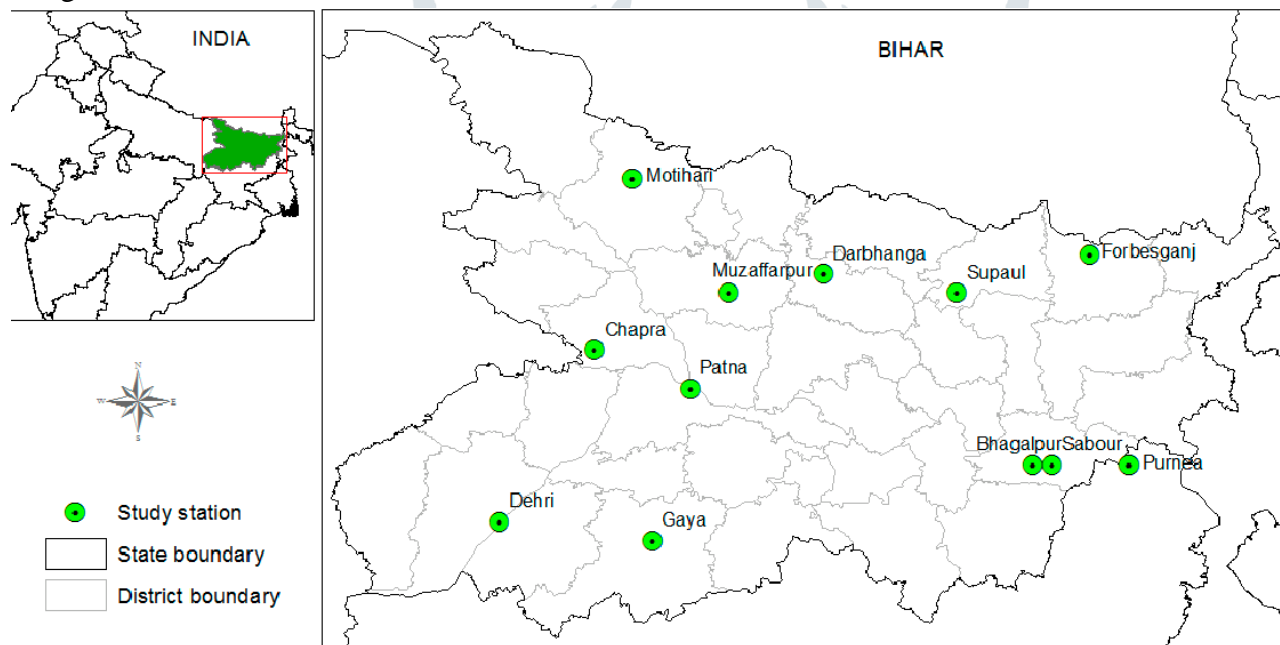 INDIA
BIHAR
Motihari
Forbesganj
Darbhanga
Muzaffarpur
Supaul
Chapra
Patna
Bhagalpur Sabour
Purnea
Dehri
Gaya
N
W E
S
Study station
State boundary
District boundary